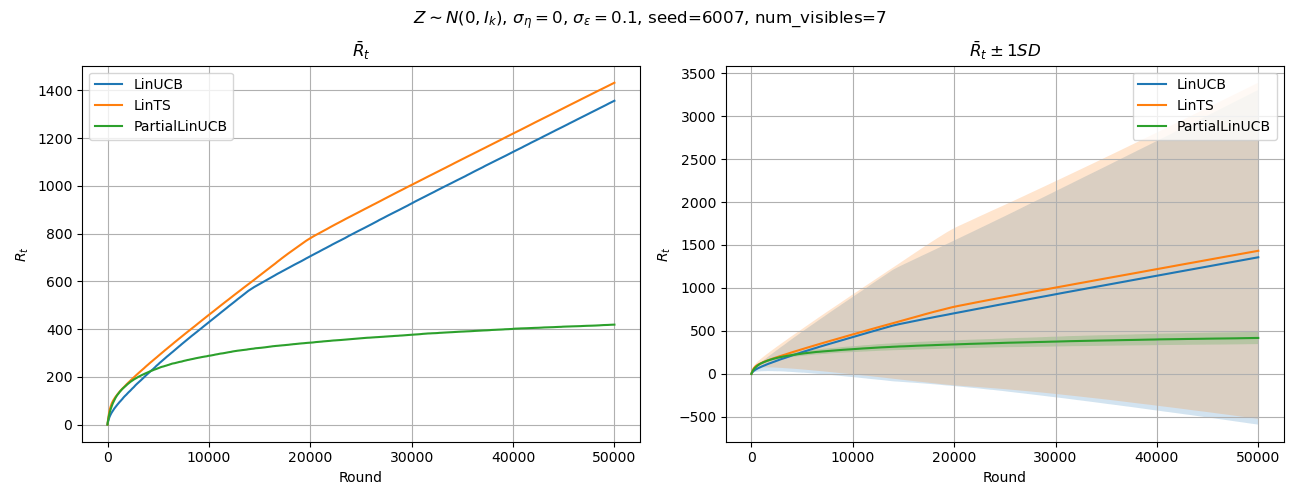 Z ∼ N(0, I_k), σ_η = 0, σ_ε = 0.1, seed=6007, num_visibles=7
R̄_t
LinUCB
LinTS
PartialLinUCB
1400
1200
1000
800
600
400
200
0
R_t
0 10000 20000 30000 40000 50000
Round
R̄_t ± 1SD
LinUCB
LinTS
PartialLinUCB
3500
3000
2500
2000
1500
1000
500
0
−500
R_t
0 10000 20000 30000 40000 50000
Round